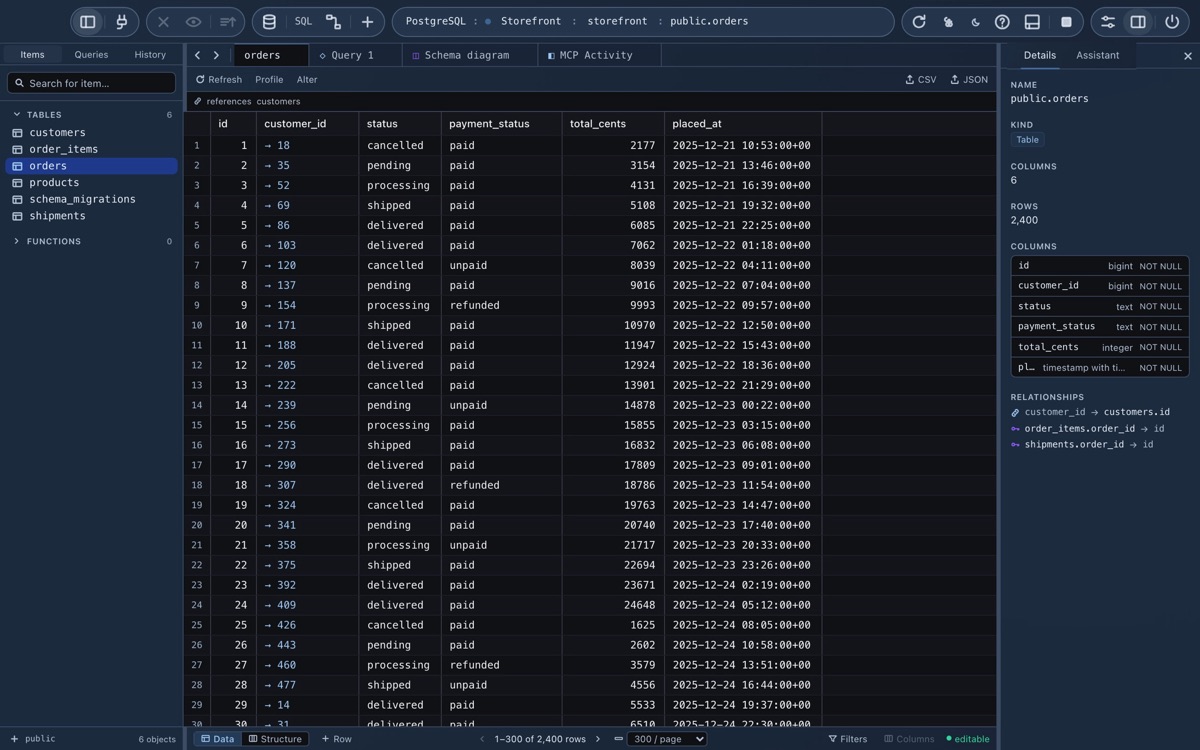 SQL PostgreSQL : Storefront : storefront : public.orders
Items Queries History
Search for item...
TABLES 6
customers
order_items
orders
products
schema_migrations
shipments
FUNCTIONS 0
+ public 6 objects
orders Query 1 Schema diagram MCP Activity
Refresh Profile Alter CSV JSON
references customers
id customer_id status payment_status total_cents placed_at
1 1 → 18 cancelled paid 2177 2025-12-21 10:53:00+00
2 2 → 35 pending paid 3154 2025-12-21 13:46:00+00
3 3 → 52 processing paid 4131 2025-12-21 16:39:00+00
4 4 → 69 shipped paid 5108 2025-12-21 19:32:00+00
5 5 → 86 delivered paid 6085 2025-12-21 22:25:00+00
6 6 → 103 delivered paid 7062 2025-12-22 01:18:00+00
7 7 → 120 cancelled unpaid 8039 2025-12-22 04:11:00+00
8 8 → 137 pending paid 9016 2025-12-22 07:04:00+00
9 9 → 154 processing refunded 9993 2025-12-22 09:57:00+00
10 10 → 171 shipped paid 10970 2025-12-22 12:50:00+00
11 11 → 188 delivered paid 11947 2025-12-22 15:43:00+00
12 12 → 205 delivered paid 12924 2025-12-22 18:36:00+00
13 13 → 222 cancelled paid 13901 2025-12-22 21:29:00+00
14 14 → 239 pending unpaid 14878 2025-12-23 00:22:00+00
15 15 → 256 processing paid 15855 2025-12-23 03:15:00+00
16 16 → 273 shipped paid 16832 2025-12-23 06:08:00+00
17 17 → 290 delivered paid 17809 2025-12-23 09:01:00+00
18 18 → 307 delivered refunded 18786 2025-12-23 11:54:00+00
19 19 → 324 cancelled paid 19763 2025-12-23 14:47:00+00
20 20 → 341 pending paid 20740 2025-12-23 17:40:00+00
21 21 → 358 processing unpaid 21717 2025-12-23 20:33:00+00
22 22 → 375 shipped paid 22694 2025-12-23 23:26:00+00
23 23 → 392 delivered paid 23671 2025-12-24 02:19:00+00
24 24 → 409 delivered paid 24648 2025-12-24 05:12:00+00
25 25 → 426 cancelled paid 1625 2025-12-24 08:05:00+00
26 26 → 443 pending paid 2602 2025-12-24 10:58:00+00
27 27 → 460 processing refunded 3579 2025-12-24 13:51:00+00
28 28 → 477 shipped unpaid 4556 2025-12-24 16:44:00+00
29 29 → 14 delivered paid 5533 2025-12-24 19:37:00+00
30 30 → 31 delivered paid 6510 2025-12-24 22:30:00+00
Data Structure + Row 1–300 of 2,400 rows 300 / page Filters Columns editable
Details Assistant
NAME
public.orders
KIND
Table
COLUMNS
6
ROWS
2,400
COLUMNS
id bigint NOT NULL
customer_id bigint NOT NULL
status text NOT NULL
payment_status text NOT NULL
total_cents integer NOT NULL
pl… timestamp with ti… NOT NULL
RELATIONSHIPS
customer_id → customers.id
order_items.order_id → id
shipments.order_id → id